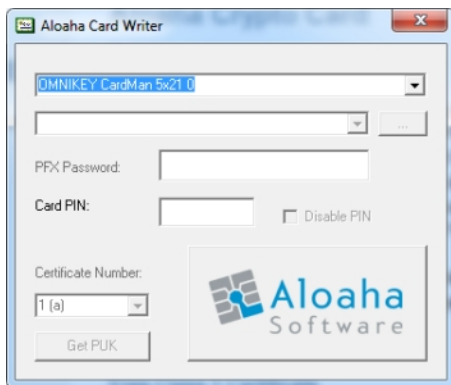 Aloaha Card Writer
OMNIKEY CardMan 5x21 0
...
PFX Password:
Card PIN:
Disable PIN
Certificate Number:
1 (a)
Get PUK
Aloaha
Software